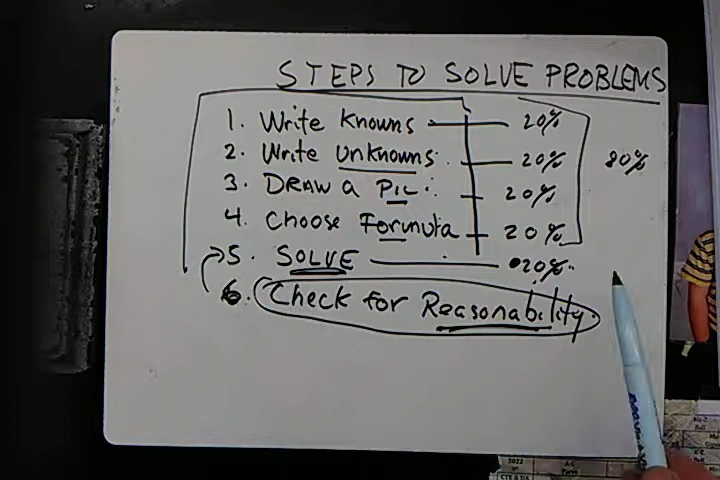 STEPS TO SOLVE PROBLEMS
1. Write Knowns 20%
2. Write Unknowns 20% 80%
3. DRAW a PIC 20%
4. Choose Formula 20%
5. SOLVE 20%
6. Check for Reasonability.
2022